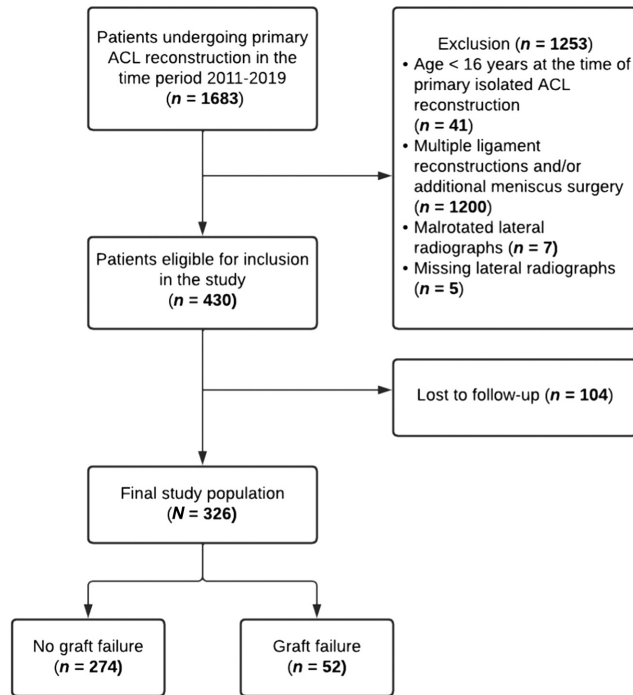 Patients undergoing primary
ACL reconstruction in the
time period 2011-2019
(n = 1683)
Exclusion (n = 1253)
• Age < 16 years at the time of
primary isolated ACL
reconstruction
(n = 41)
• Multiple ligament
reconstructions and/or
additional meniscus surgery
(n = 1200)
• Malrotated lateral
radiographs (n = 7)
• Missing lateral radiographs
(n = 5)
Patients eligible for inclusion
in the study
(n = 430)
Lost to follow-up (n = 104)
Final study population
(N = 326)
No graft failure
(n = 274)
Graft failure
(n = 52)